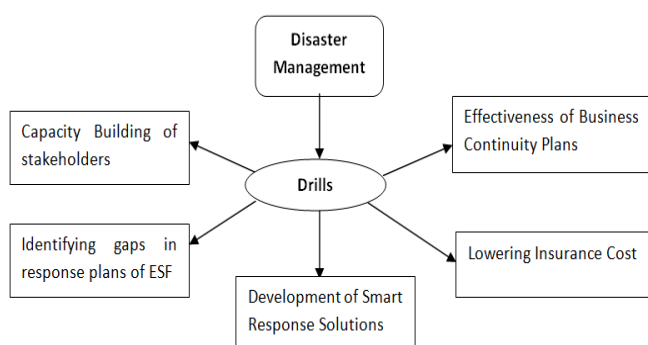 Disaster
Management
Capacity Building of
stakeholders
Effectiveness of Business
Continuity Plans
Drills
Identifying gaps in
response plans of ESF
Lowering Insurance Cost
Development of Smart
Response Solutions